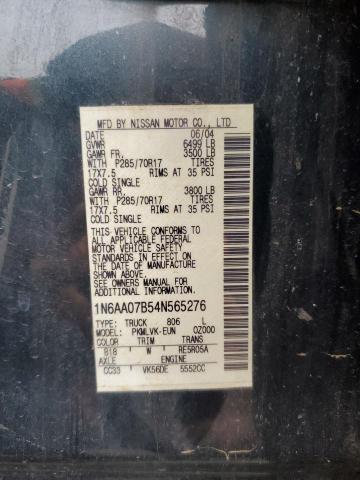 MFD BY NISSAN MOTOR CO., LTD
DATE 06/04
GVWR 6499 LB
GAWR FR. 3500 LB
WITH P285/70R17 TIRES
17X7.5 RIMS AT 35 PSI
COLD SINGLE
GAWR RR. 3800 LB
WITH P285/70R17 TIRES
17X7.5 RIMS AT 35 PSI
COLD SINGLE
THIS VEHICLE CONFORMS TO
ALL APPLICABLE FEDERAL
MOTOR VEHICLE SAFETY
STANDARDS IN EFFECT ON
THE DATE OF MANUFACTURE
SHOWN ABOVE.
SEE OWNERS MANUAL FOR
ADDITIONAL INFORMATION
1N6AA07B54N565276
TYPE: TRUCK 806 L
MODEL: PKMLVK-EUN 0Z000
COLOR TRIM TRANS
B18 W RE5R05A
AXLE ENGINE
CC33 VK56DE 5552CC